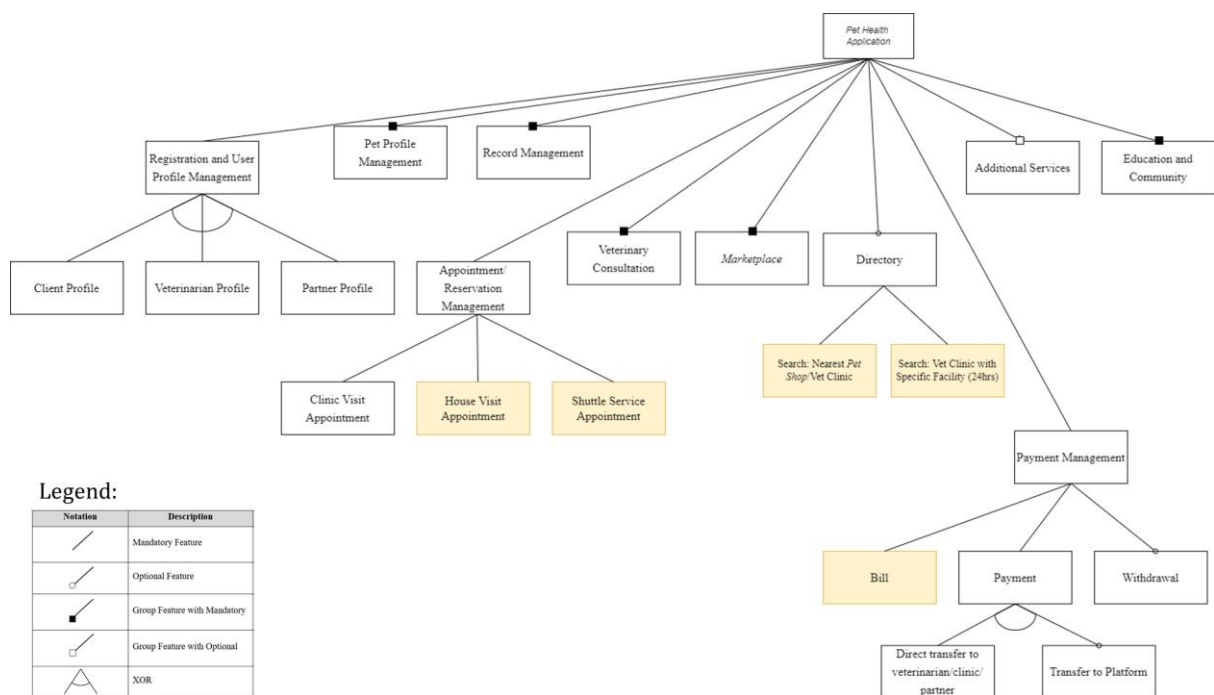 Pet Health
Application
Registration and User
Profile Management
Pet Profile
Management
Record Management
Additional Services
Education and
Community
Client Profile
Veterinarian Profile
Partner Profile
Appointment/
Reservation
Management
Veterinary
Consultation
Marketplace
Directory
Clinic Visit
Appointment
House Visit
Appointment
Shuttle Service
Appointment
Search: Nearest Pet
Shop/Vet Clinic
Search: Vet Clinic with
Specific Facility (24hrs)
Payment Management
Bill
Payment
Withdrawal
Direct transfer to
veterinarian/clinic/
partner
Transfer to Platform
Legend:
Notation Description
Mandatory Feature
Optional Feature
Group Feature with Mandatory
Group Feature with Optional
XOR